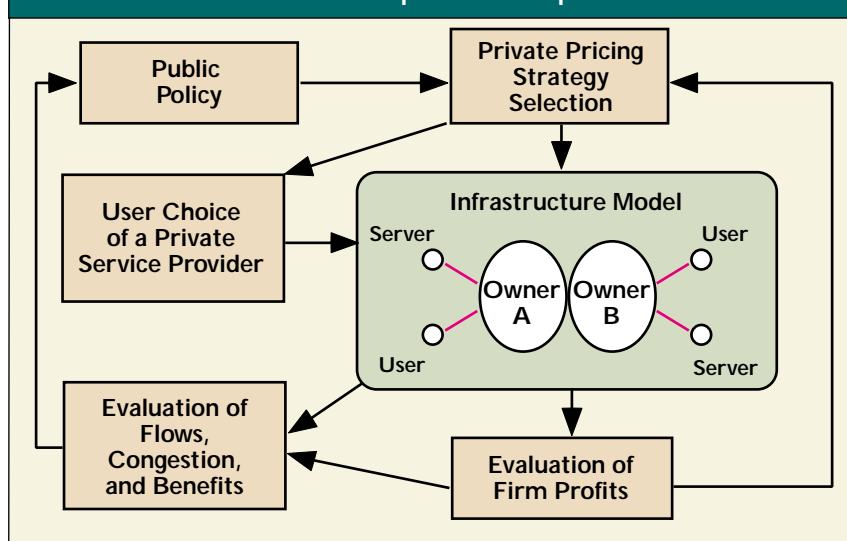 Public
Policy
Private Pricing
Strategy
Selection
User Choice
of a Private
Service Provider
Infrastructure Model
Server
User
Owner
A
Owner
B
User
Server
Evaluation of
Flows,
Congestion,
and Benefits
Evaluation of
Firm Profits